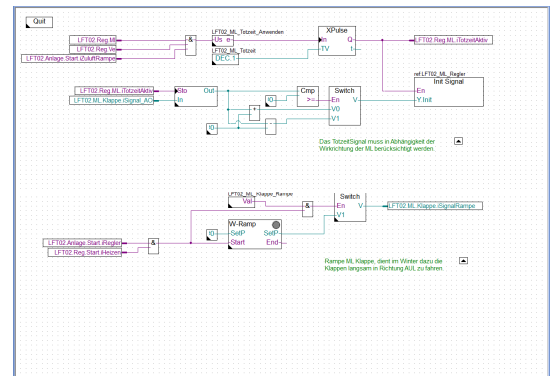 Quit
LFT02.Reg.Ml
LFT02.Reg.Ve
LFT02.Anlage.Start iZuluftRampe
&
LFT02_ML_Totzeit_Anwenden
Us e
LFT02_ML_Totzeit
DEC.1
XPulse
In Q
TV t
LFT02.Reg.ML.iTotzeitAktiv
LFT02.Reg.ML.iTotzeitAktiv
LFT02.ML.Klappe.iSignal_AO
Sto Out
In
!0
Cmp
>=
Switch
En V
V0
V1
ref.LFT02_ML_Regler
Init Signal
En
Y.Init
!0
+
-
Das TotzeitSignal muss in Abhängigkeit der
Wirkrichtung der ML berücksichtigt werden
LFT02_ML_Klappe_Rampe
Val
&
Switch
En V
V1
LFT02.ML.Klappe.iSignalRampe
LFT02.Anlage.Start iRegler
LFT02.Reg.Start.iHeizen
&
!0
W-Ramp
SetP SetP
Start End
Rampe ML Klappe, dient im Winter dazu die
Klappen langsam in Richtung AUL zu fahren